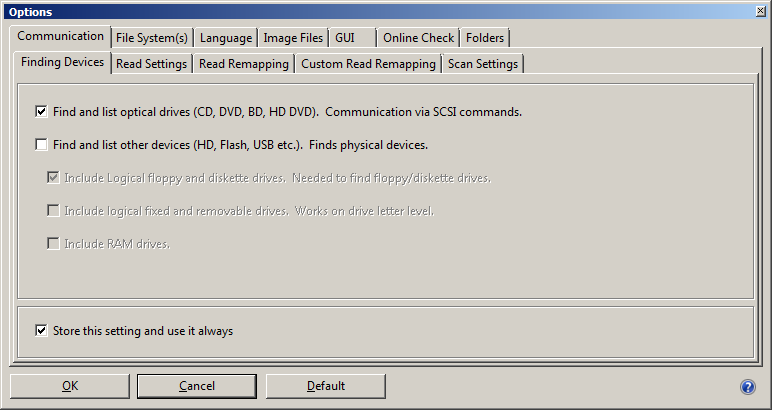 Options
Communication File System(s) Language Image Files GUI Online Check Folders
Finding Devices Read Settings Read Remapping Custom Read Remapping Scan Settings
Find and list optical drives (CD, DVD, BD, HD DVD).  Communication via SCSI commands.
Find and list other devices (HD, Flash, USB etc.).  Finds physical devices.
Include Logical floppy and diskette drives.  Needed to find floppy/diskette drives.
Include logical fixed and removable drives.  Works on drive letter level.
Include RAM drives.
Store this setting and use it always
OK Cancel Default ?